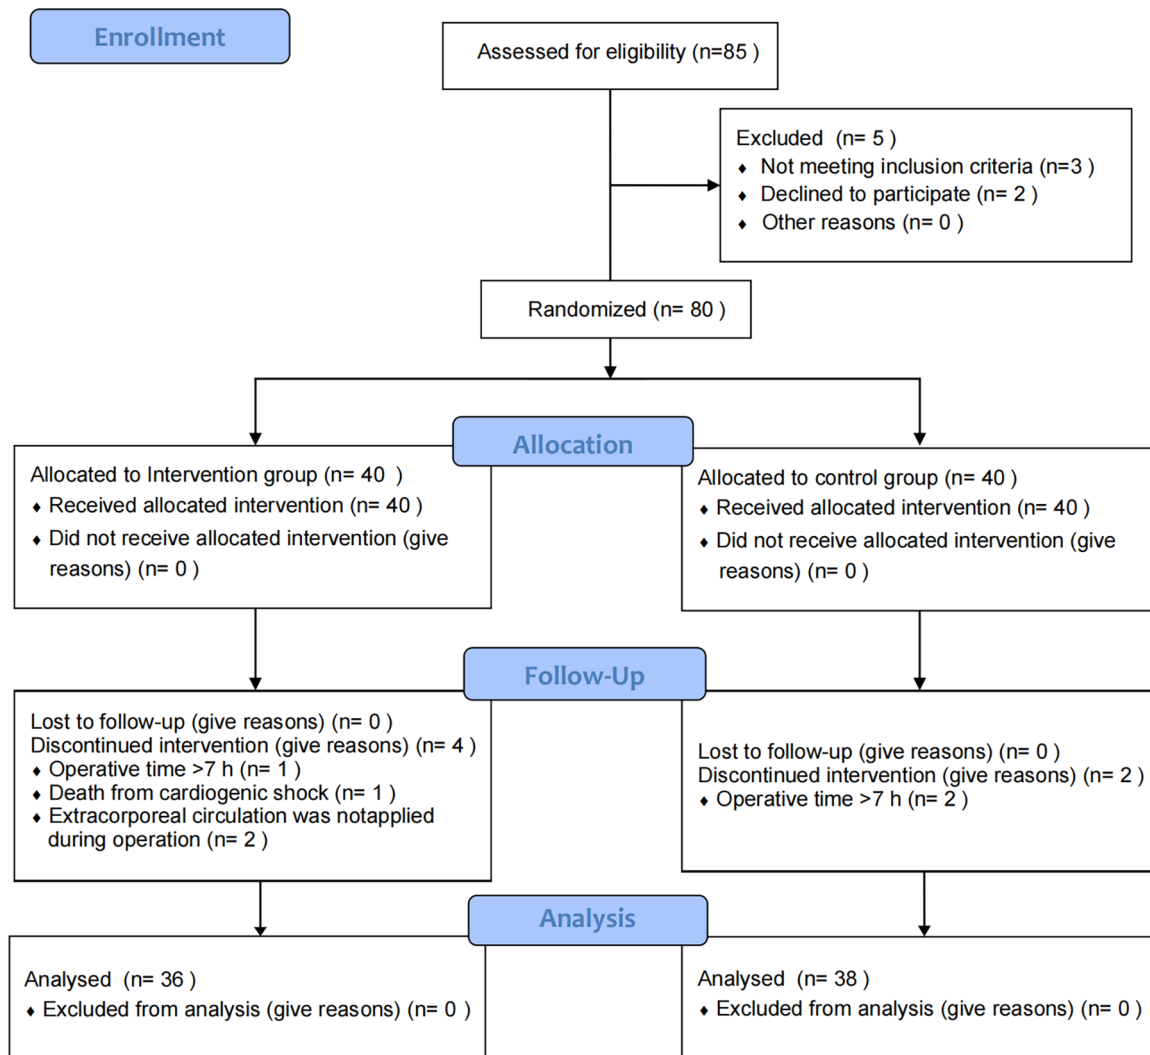 Enrollment
Assessed for eligibility (n=85)
Excluded (n= 5 )
♦ Not meeting inclusion criteria (n=3 )
♦ Declined to participate (n= 2 )
♦ Other reasons (n= 0 )
Randomized (n= 80 )
Allocation
Allocated to Intervention group (n= 40 )
♦ Received allocated intervention (n= 40 )
♦ Did not receive allocated intervention (give
reasons) (n= 0 )
Allocated to control group (n= 40 )
♦ Received allocated intervention (n= 40 )
♦ Did not receive allocated intervention (give
reasons) (n= 0 )
Follow-Up
Lost to follow-up (give reasons) (n= 0 )
Discontinued intervention (give reasons) (n= 4 )
♦ Operative time >7 h (n= 1 )
♦ Death from cardiogenic shock (n= 1 )
♦ Extracorporeal circulation was notapplied
during operation (n= 2 )
Lost to follow-up (give reasons) (n= 0 )
Discontinued intervention (give reasons) (n= 2 )
♦ Operative time >7 h (n= 2 )
Analysis
Analysed (n= 36 )
♦ Excluded from analysis (give reasons) (n= 0 )
Analysed (n= 38 )
♦ Excluded from analysis (give reasons) (n= 0 )